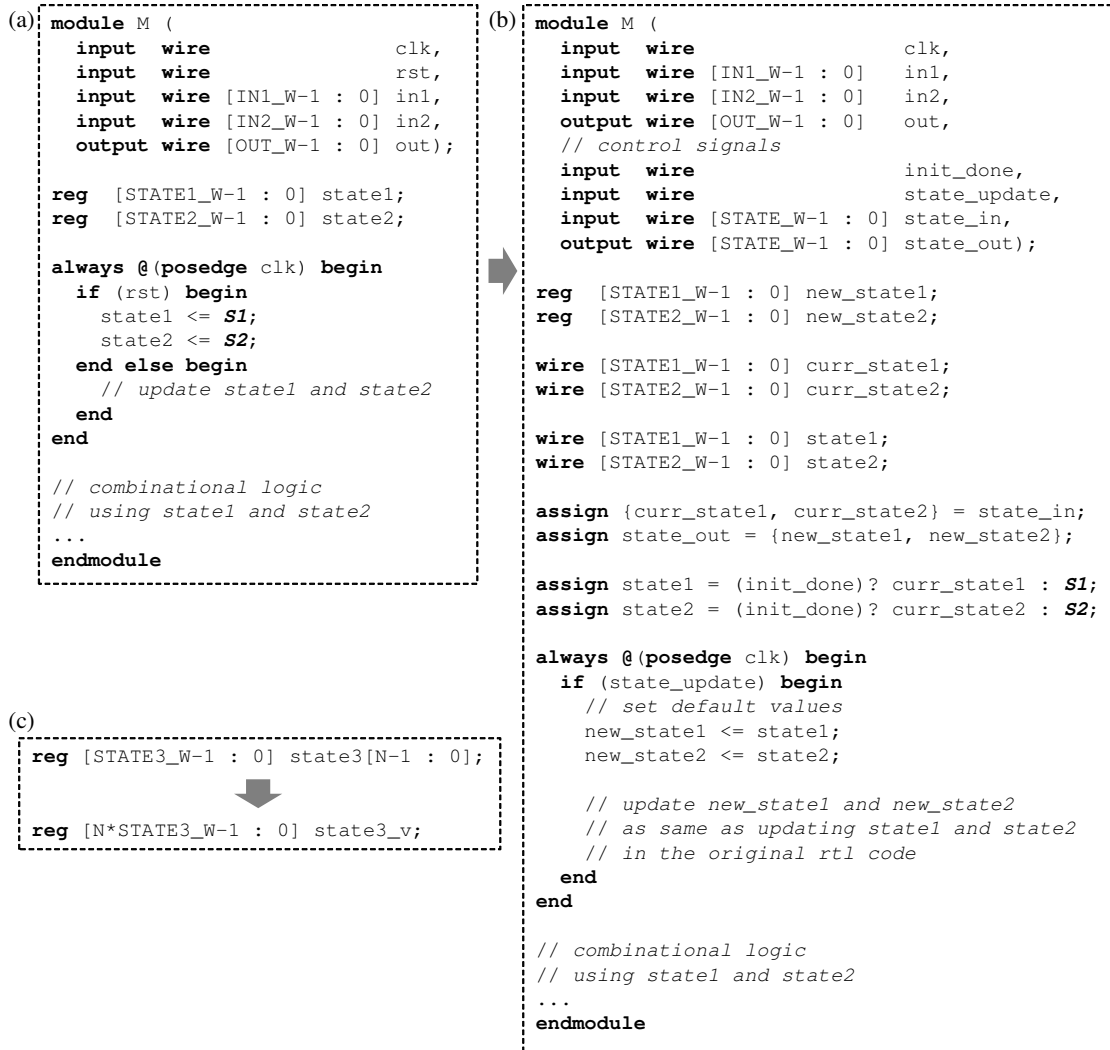 (a)
module M (
  input  wire                clk,
  input  wire                rst,
  input  wire [IN1_W-1 : 0] in1,
  input  wire [IN2_W-1 : 0] in2,
  output wire [OUT_W-1 : 0] out);

reg  [STATE1_W-1 : 0] state1;
reg  [STATE2_W-1 : 0] state2;

always @(posedge clk) begin
  if (rst) begin
    state1 <= S1;
    state2 <= S2;
  end else begin
    // update state1 and state2
  end
end

// combinational logic
// using state1 and state2
...
endmodule
(b)
module M (
  input  wire                  clk,
  input  wire [IN1_W-1 : 0]   in1,
  input  wire [IN2_W-1 : 0]   in2,
  output wire [OUT_W-1 : 0]   out,
  // control signals
  input  wire                  init_done,
  input  wire                  state_update,
  input  wire [STATE_W-1 : 0] state_in,
  output wire [STATE_W-1 : 0] state_out);

reg  [STATE1_W-1 : 0] new_state1;
reg  [STATE2_W-1 : 0] new_state2;

wire [STATE1_W-1 : 0] curr_state1;
wire [STATE2_W-1 : 0] curr_state2;

wire [STATE1_W-1 : 0] state1;
wire [STATE2_W-1 : 0] state2;

assign {curr_state1, curr_state2} = state_in;
assign state_out = {new_state1, new_state2};

assign state1 = (init_done)? curr_state1 : S1;
assign state2 = (init_done)? curr_state2 : S2;

always @(posedge clk) begin
  if (state_update) begin
    // set default values
    new_state1 <= state1;
    new_state2 <= state2;

    // update new_state1 and new_state2
    // as same as updating state1 and state2
    // in the original rtl code
  end
end

// combinational logic
// using state1 and state2
...
endmodule
(c)
reg [STATE3_W-1 : 0] state3[N-1 : 0];
reg [N*STATE3_W-1 : 0] state3_v;